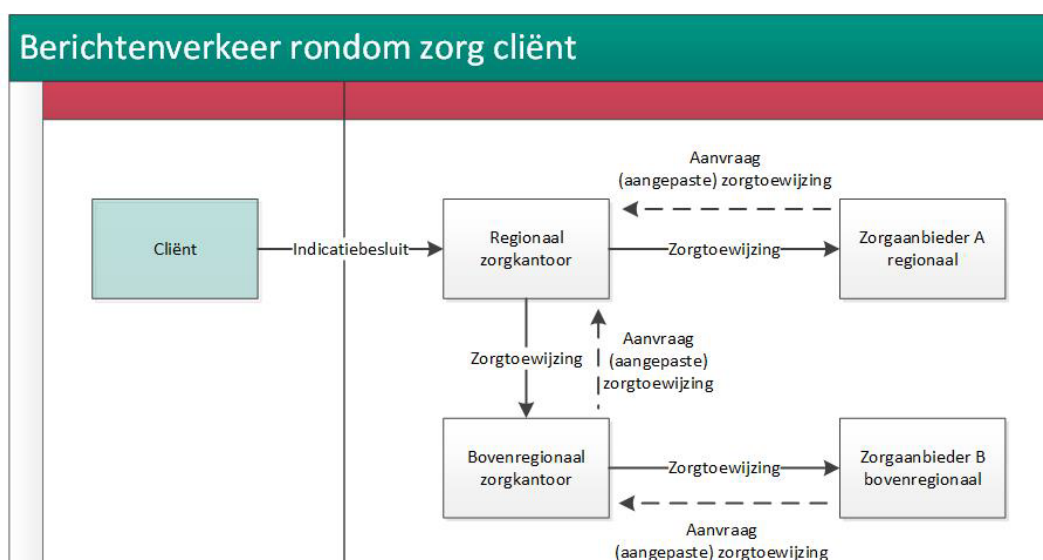 Berichtenverkeer rondom zorg cliënt
Aanvraag
(aangepaste) zorgtoewijzing
Cliënt
Indicatiebesluit
Regionaal
zorgkantoor
Zorgtoewijzing
Zorgaanbieder A
regionaal
Zorgtoewijzing
Aanvraag
(aangepaste)
zorgtoewijzing
Bovenregionaal
zorgkantoor
Zorgtoewijzing
Zorgaanbieder B
bovenregionaal
Aanvraag
(aangepaste) zorgtoewijzing